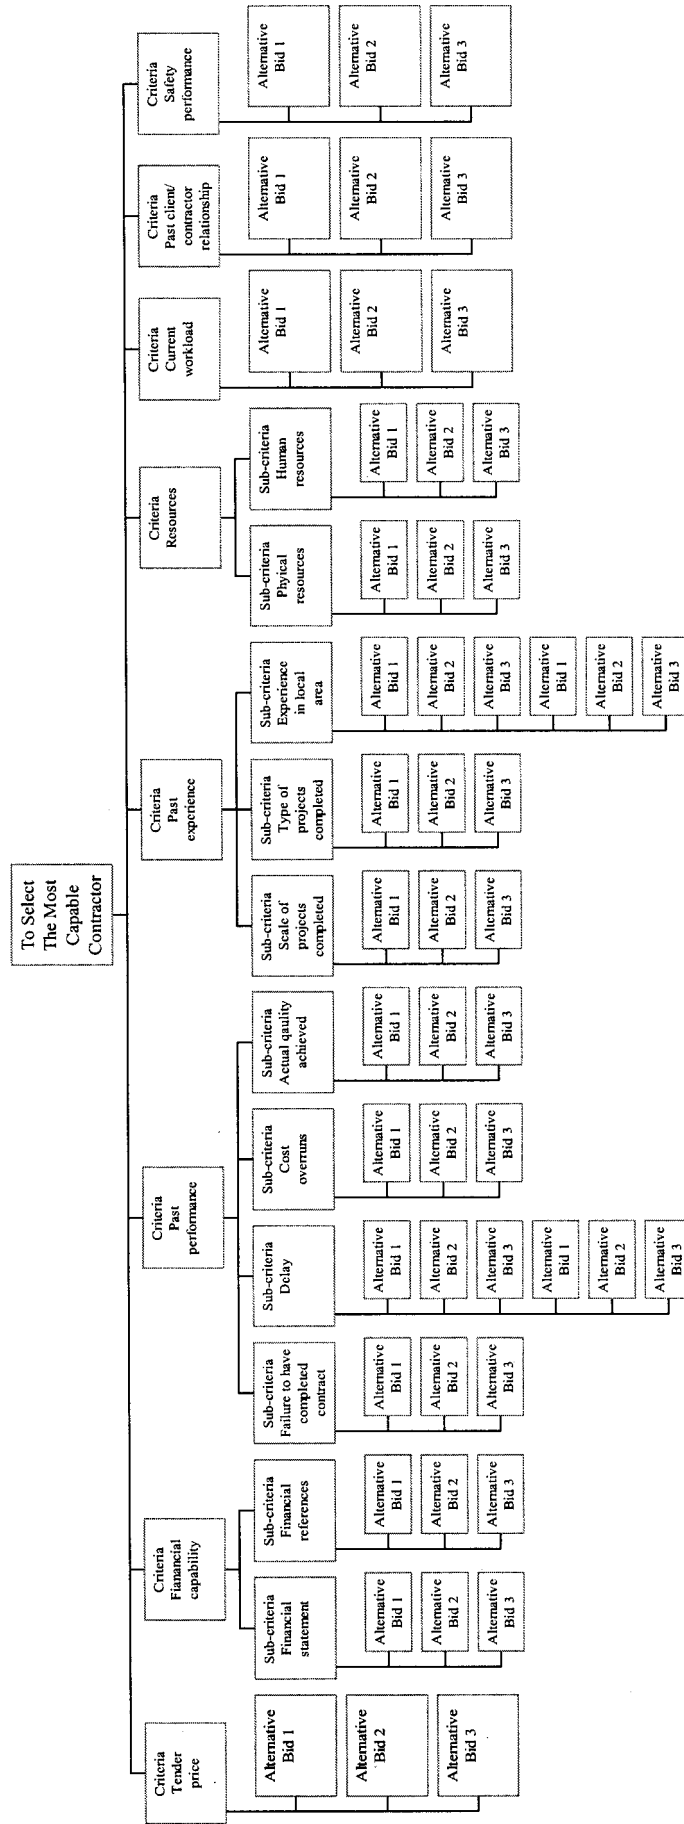 To Select
The Most
Capable
Contractor
Criteria
Tender
price
Alternative
Bid 1
Alternative
Bid 2
Alternative
Bid 3
Criteria
Fianancial
capability
Sub-criteria
Financial
statement
Alternative
Bid 1
Alternative
Bid 2
Alternative
Bid 3
Sub-criteria
Financial
references
Alternative
Bid 1
Alternative
Bid 2
Alternative
Bid 3
Criteria
Past
performance
Sub-criteria
Failure to have
completed
contract
Alternative
Bid 1
Alternative
Bid 2
Alternative
Bid 3
Sub-criteria
Delay
Alternative
Bid 1
Alternative
Bid 2
Alternative
Bid 3
Alternative
Bid 1
Alternative
Bid 2
Alternative
Bid 3
Sub-criteria
Cost
overruns
Alternative
Bid 1
Alternative
Bid 2
Alternative
Bid 3
Sub-criteria
Actual qaulity
achieved
Alternative
Bid 1
Alternative
Bid 2
Alternative
Bid 3
Criteria
Past
experience
Sub-criteria
Scale of
projects
completed
Alternative
Bid 1
Alternative
Bid 2
Alternative
Bid 3
Sub-criteria
Type of
projects
completed
Alternative
Bid 1
Alternative
Bid 2
Alternative
Bid 3
Sub-criteria
Experience
in local
area
Alternative
Bid 1
Alternative
Bid 2
Alternative
Bid 3
Alternative
Bid 1
Alternative
Bid 2
Alternative
Bid 3
Criteria
Resources
Sub-criteria
Phyical
resources
Alternative
Bid 1
Alternative
Bid 2
Alternative
Bid 3
Sub-criteria
Human
resources
Alternative
Bid 1
Alternative
Bid 2
Alternative
Bid 3
Criteria
Current
workload
Alternative
Bid 1
Alternative
Bid 2
Alternative
Bid 3
Criteria
Past client/
contractor
relationship
Alternative
Bid 1
Alternative
Bid 2
Alternative
Bid 3
Criteria
Safety
performance
Alternative
Bid 1
Alternative
Bid 2
Alternative
Bid 3